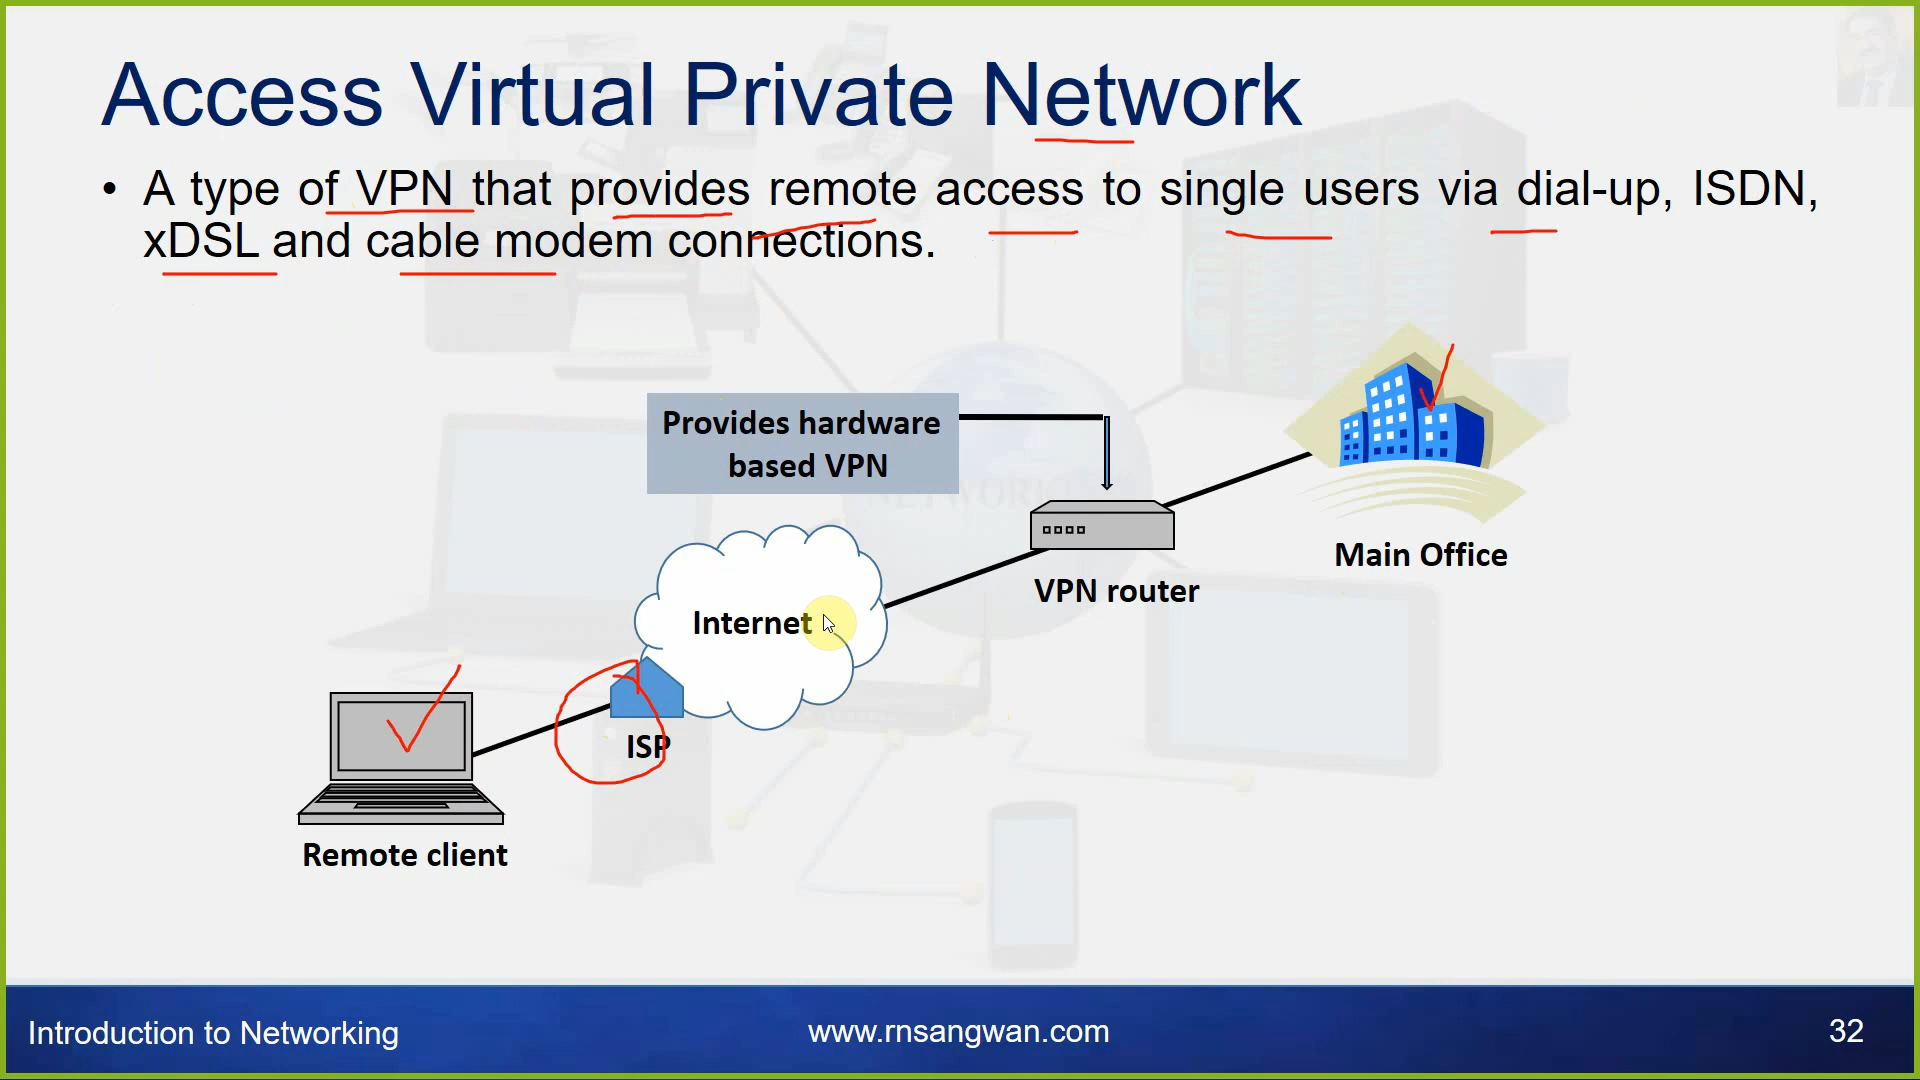 Access Virtual Private Network
• A type of VPN that provides remote access to single users via dial-up, ISDN,
xDSL and cable modem connections.
Provides hardware
based VPN
Main Office
VPN router
Internet
ISP
Remote client
Introduction to Networking
www.rnsangwan.com
32